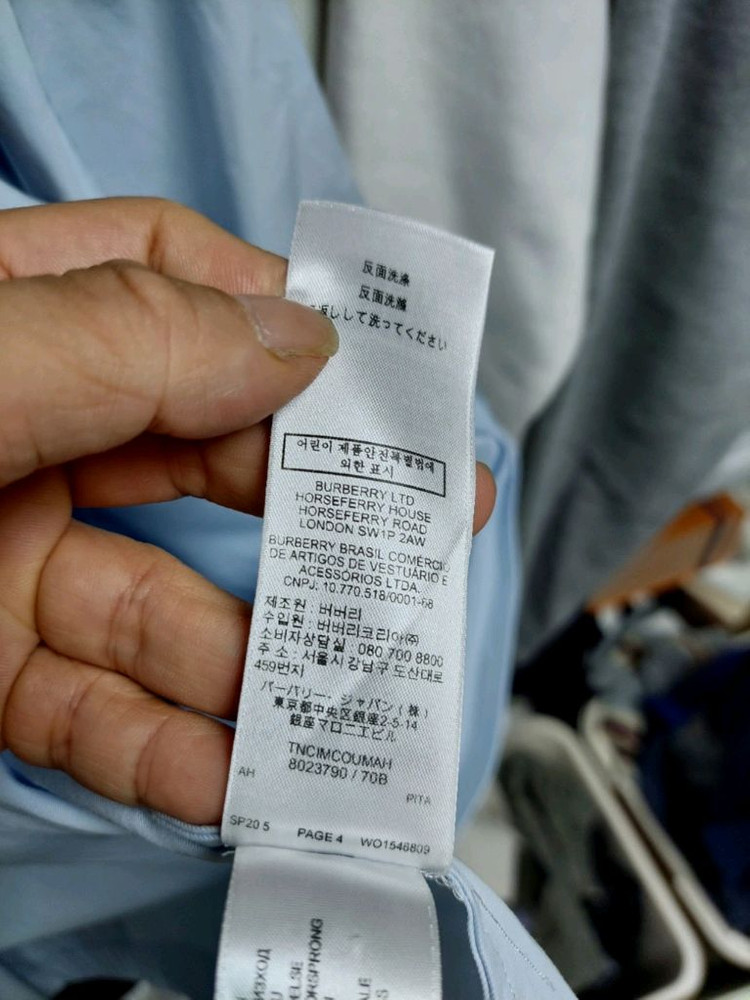 反面洗涤
反面洗滌
返しして洗ってください
어린이 제품안전특별법에
의한 표시
BURBERRY LTD
HORSEFERRY HOUSE
HORSEFERRY ROAD
LONDON SW1P 2AW
BURBERRY BRASIL COMÉRCIO
DE ARTIGOS DE VESTUÁRIO E
ACESSÓRIOS LTDA.
CNPJ: 10.770.518/0001-68
제조원 : 버버리
수입원 : 버버리코리아㈜
소비자상담실 : 080 700 8800
주 소 : 서울시 강남구 도산대로
459번지
バーバリー・ジャパン(株)
東京都中央区銀座2-5-14
銀座マロニエビル
TNCIMCOUMAH
8023790 / 70B
AH
PITA
SP20 5 PAGE 4 WO1546809